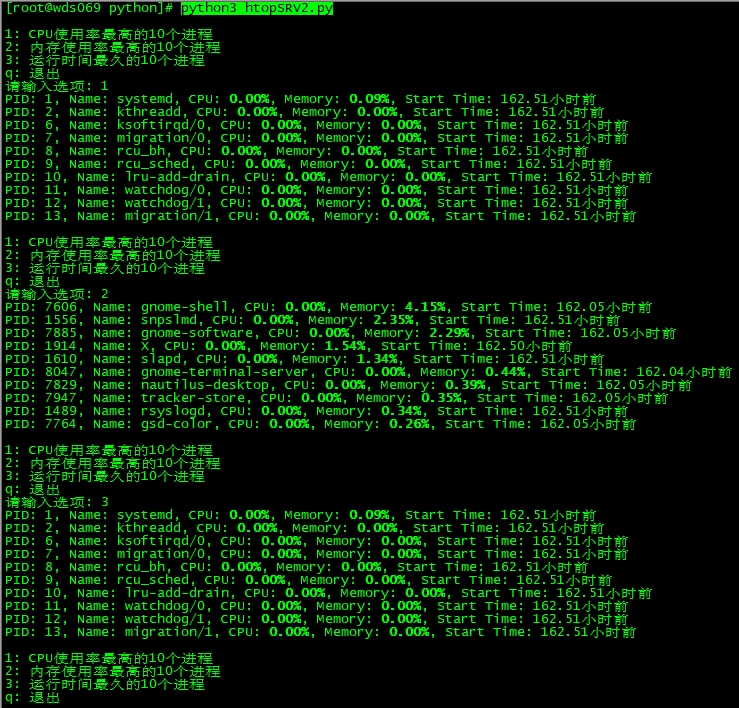 [root@wds069 python]# python3 htopSRV2.py
1: CPU使用率最高的10个进程
2: 内存使用率最高的10个进程
3: 运行时间最久的10个进程
q: 退出
请输入选项: 1
PID: 1, Name: systemd, CPU: 0.00%, Memory: 0.09%, Start Time: 162.51小时前
PID: 2, Name: kthreadd, CPU: 0.00%, Memory: 0.00%, Start Time: 162.51小时前
PID: 6, Name: ksoftirqd/0, CPU: 0.00%, Memory: 0.00%, Start Time: 162.51小时前
PID: 7, Name: migration/0, CPU: 0.00%, Memory: 0.00%, Start Time: 162.51小时前
PID: 8, Name: rcu_bh, CPU: 0.00%, Memory: 0.00%, Start Time: 162.51小时前
PID: 9, Name: rcu_sched, CPU: 0.00%, Memory: 0.00%, Start Time: 162.51小时前
PID: 10, Name: lru-add-drain, CPU: 0.00%, Memory: 0.00%, Start Time: 162.51小时前
PID: 11, Name: watchdog/0, CPU: 0.00%, Memory: 0.00%, Start Time: 162.51小时前
PID: 12, Name: watchdog/1, CPU: 0.00%, Memory: 0.00%, Start Time: 162.51小时前
PID: 13, Name: migration/1, CPU: 0.00%, Memory: 0.00%, Start Time: 162.51小时前
1: CPU使用率最高的10个进程
2: 内存使用率最高的10个进程
3: 运行时间最久的10个进程
q: 退出
请输入选项: 2
PID: 7606, Name: gnome-shell, CPU: 0.00%, Memory: 4.15%, Start Time: 162.05小时前
PID: 1556, Name: snpslmd, CPU: 0.00%, Memory: 2.35%, Start Time: 162.51小时前
PID: 7885, Name: gnome-software, CPU: 0.00%, Memory: 2.29%, Start Time: 162.05小时前
PID: 1914, Name: X, CPU: 0.00%, Memory: 1.54%, Start Time: 162.50小时前
PID: 1610, Name: slapd, CPU: 0.00%, Memory: 1.34%, Start Time: 162.51小时前
PID: 8047, Name: gnome-terminal-server, CPU: 0.00%, Memory: 0.44%, Start Time: 162.04小时前
PID: 7829, Name: nautilus-desktop, CPU: 0.00%, Memory: 0.39%, Start Time: 162.05小时前
PID: 7947, Name: tracker-store, CPU: 0.00%, Memory: 0.35%, Start Time: 162.05小时前
PID: 1489, Name: rsyslogd, CPU: 0.00%, Memory: 0.34%, Start Time: 162.51小时前
PID: 7764, Name: gsd-color, CPU: 0.00%, Memory: 0.26%, Start Time: 162.05小时前
1: CPU使用率最高的10个进程
2: 内存使用率最高的10个进程
3: 运行时间最久的10个进程
q: 退出
请输入选项: 3
PID: 1, Name: systemd, CPU: 0.00%, Memory: 0.09%, Start Time: 162.51小时前
PID: 2, Name: kthreadd, CPU: 0.00%, Memory: 0.00%, Start Time: 162.51小时前
PID: 6, Name: ksoftirqd/0, CPU: 0.00%, Memory: 0.00%, Start Time: 162.51小时前
PID: 7, Name: migration/0, CPU: 0.00%, Memory: 0.00%, Start Time: 162.51小时前
PID: 8, Name: rcu_bh, CPU: 0.00%, Memory: 0.00%, Start Time: 162.51小时前
PID: 9, Name: rcu_sched, CPU: 0.00%, Memory: 0.00%, Start Time: 162.51小时前
PID: 10, Name: lru-add-drain, CPU: 0.00%, Memory: 0.00%, Start Time: 162.51小时前
PID: 11, Name: watchdog/0, CPU: 0.00%, Memory: 0.00%, Start Time: 162.51小时前
PID: 12, Name: watchdog/1, CPU: 0.00%, Memory: 0.00%, Start Time: 162.51小时前
PID: 13, Name: migration/1, CPU: 0.00%, Memory: 0.00%, Start Time: 162.51小时前
1: CPU使用率最高的10个进程
2: 内存使用率最高的10个进程
3: 运行时间最久的10个进程
q: 退出